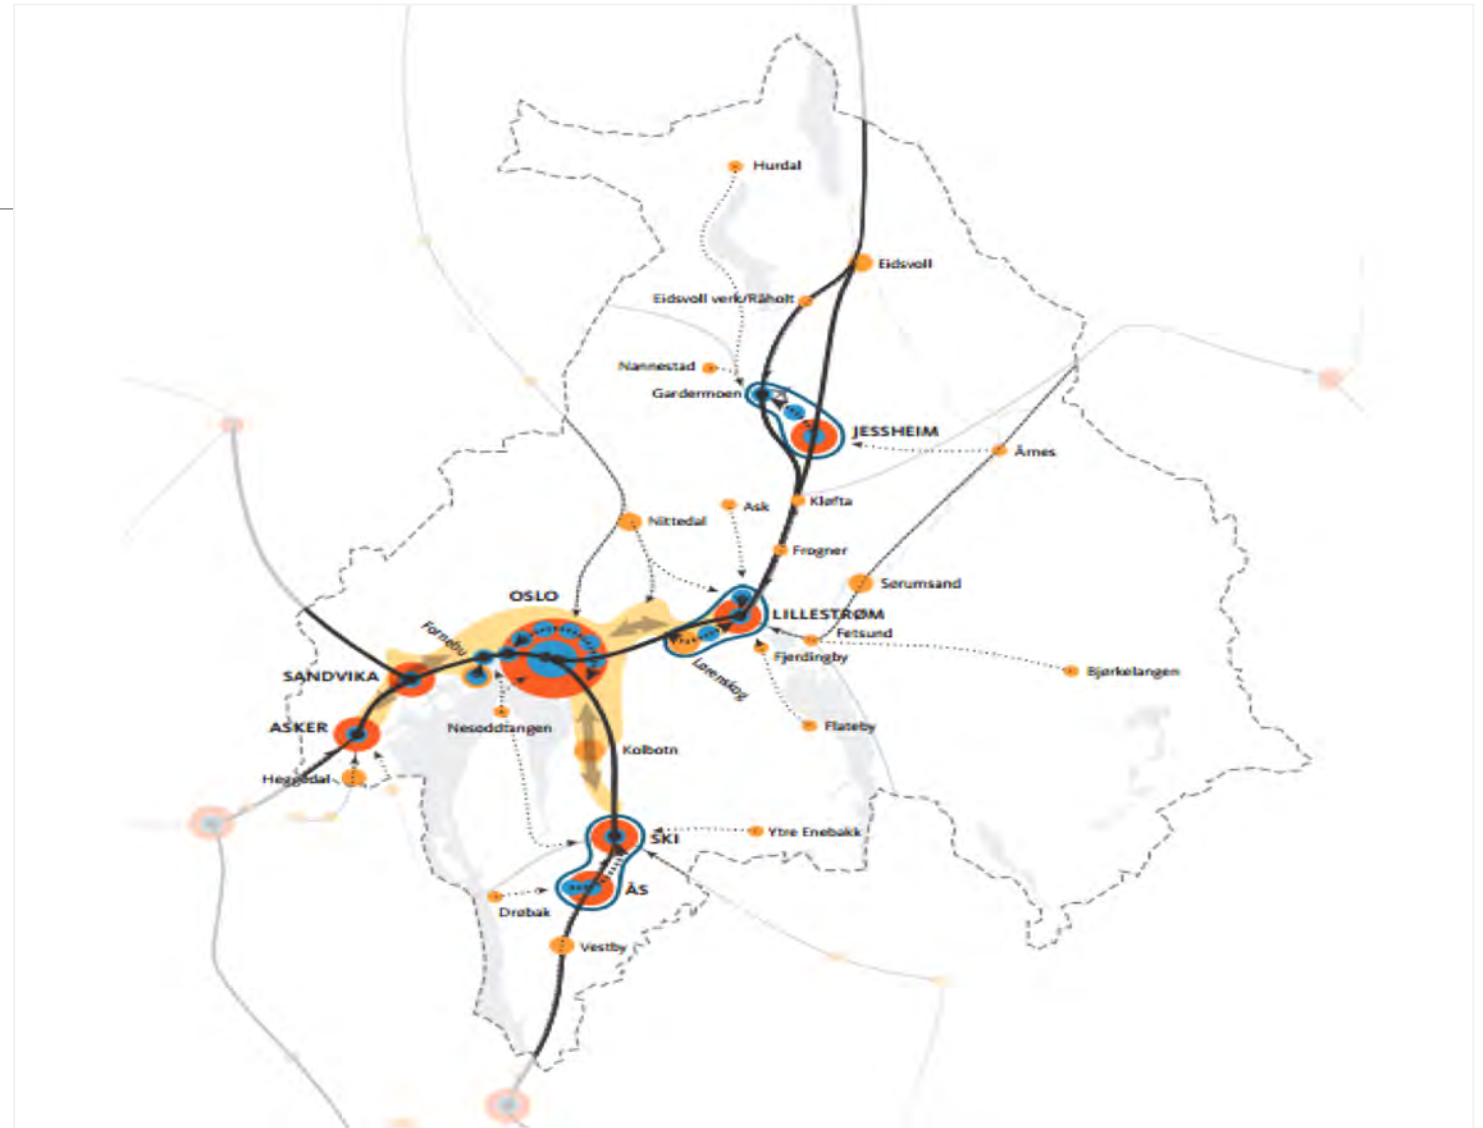 Hurdal
Eidsvoll
Eidsvoll verk/Råholt
Nannestad
Gardermoen
JESSHEIM
Årnes
Ask
Kløfta
Nittedal
Frogner
Sørumsand
OSLO
LILLESTRØM
Fornebu
Fetsund
Fjerdingby
Lørenskog
Bjørkelangen
SANDVIKA
ASKER
Nesoddtangen
Flateby
Kolbotn
Heggedal
SKI
Ytre Enebakk
ÅS
Drøbak
Vestby